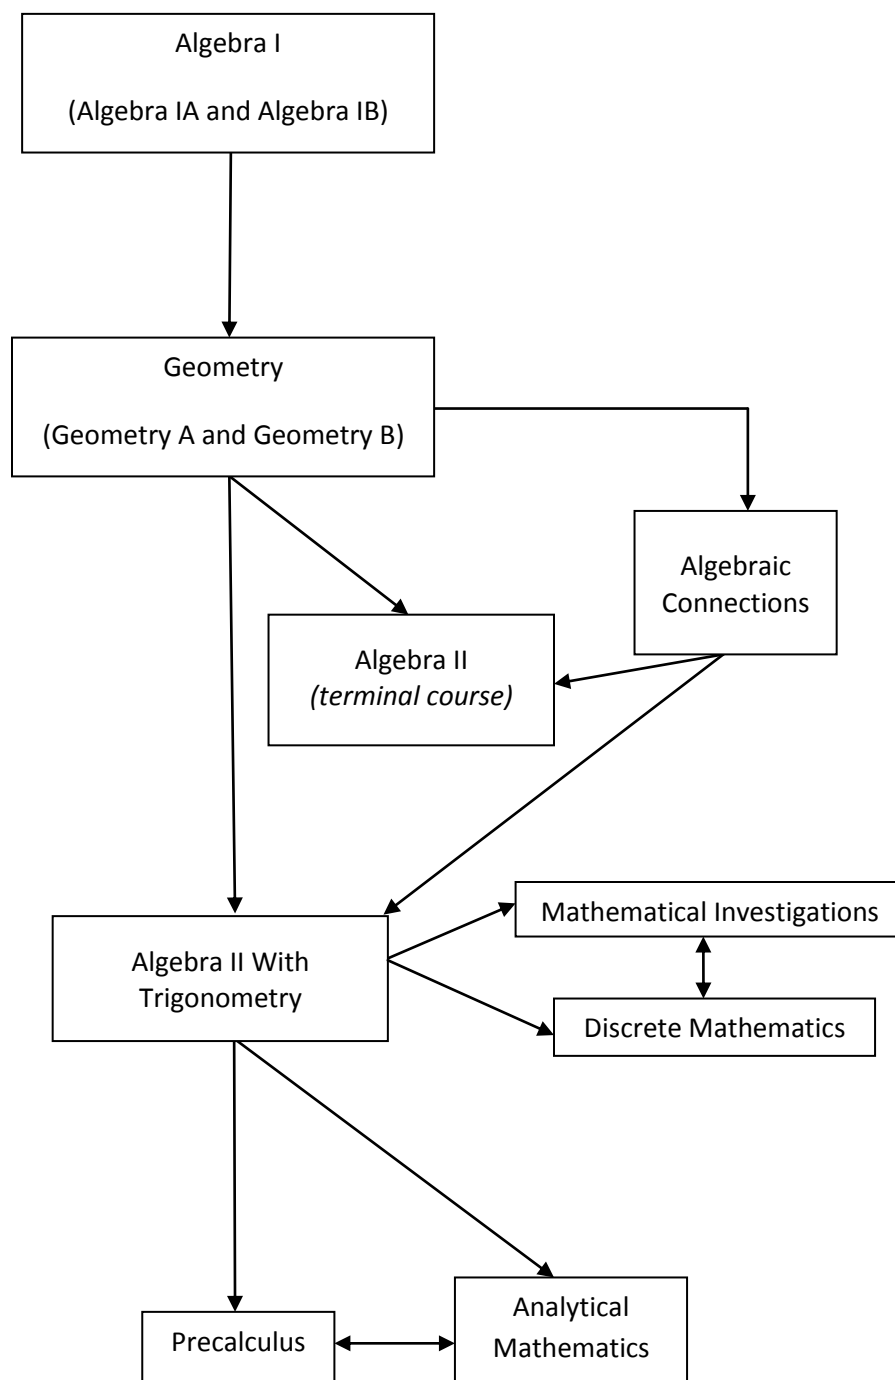 Algebra I
(Algebra IA and Algebra IB)
Geometry
(Geometry A and Geometry B)
Algebraic
Connections
Algebra II
(terminal course)
Mathematical Investigations
Algebra II With
Trigonometry
Discrete Mathematics
Precalculus
Analytical
Mathematics